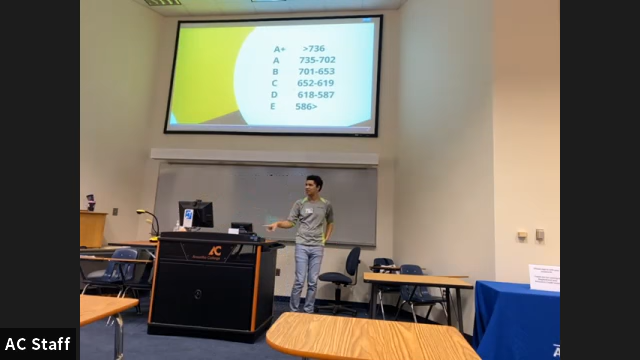 A+ >736
A 735-702
B 701-653
C 652-619
D 618-587
E 586>
AC
AC Staff